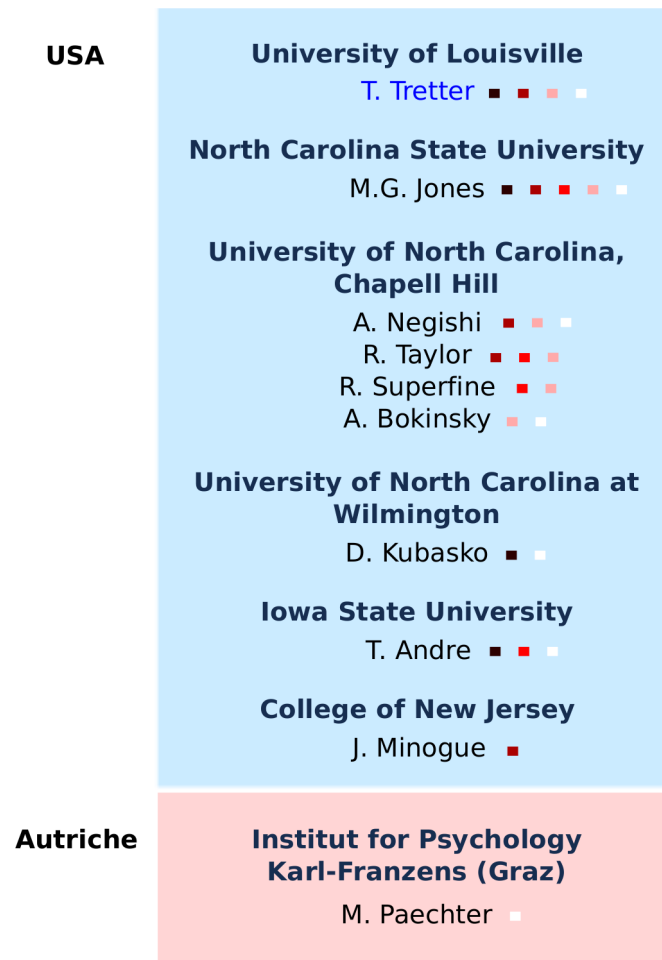 USA
University of Louisville
T. Tretter
North Carolina State University
M.G. Jones
University of North Carolina,
Chapell Hill
A. Negishi
R. Taylor
R. Superfine
A. Bokinsky
University of North Carolina at
Wilmington
D. Kubasko
Iowa State University
T. Andre
College of New Jersey
J. Minogue
Autriche
Institut for Psychology
Karl-Franzens (Graz)
M. Paechter